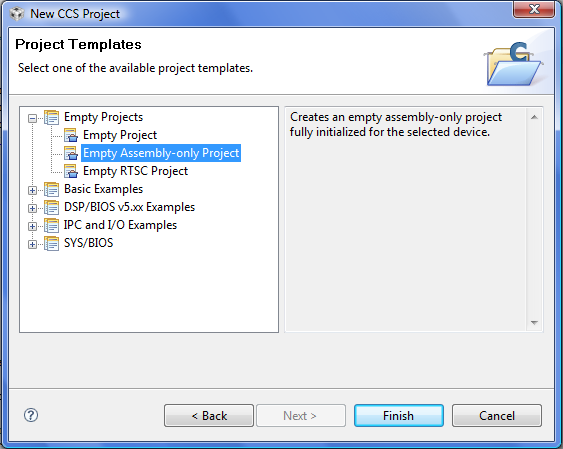 New CCS Project
Project Templates
Select one of the available project templates.
Empty Projects
Empty Project
Empty Assembly-only Project
Empty RTSC Project
Basic Examples
DSP/BIOS v5.xx Examples
IPC and I/O Examples
SYS/BIOS
Creates an empty assembly-only project
fully initialized for the selected device.
?
< Back
Next >
Finish
Cancel